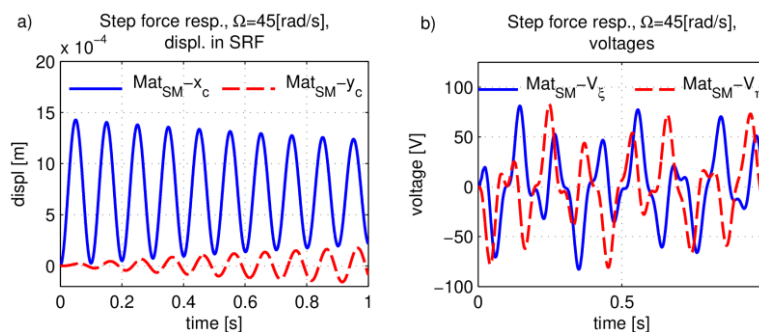 a)
Step force resp., Ω=45[rad/s],
displ. in SRF
x 10⁻⁴
Mat_SM−x_c
Mat_SM−y_c
displ [m]
20
15
10
5
0
0 0.2 0.4 0.6 0.8 1
time [s]
b)
Step force resp., Ω=45[rad/s],
voltages
Mat_SM−V_ξ
Mat_SM−V
voltage [V]
100
50
0
−50
−100
0 0.5
time [s]